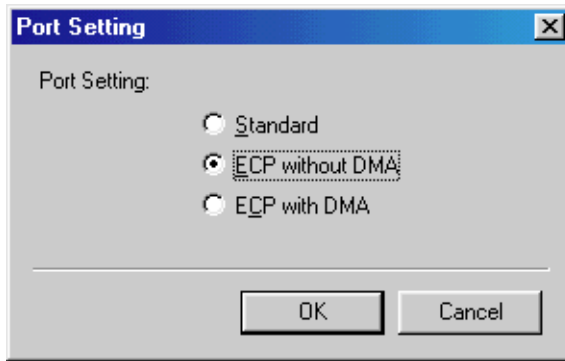 Port Setting
Port Setting:
Standard
ECP without DMA
ECP with DMA
OK
Cancel